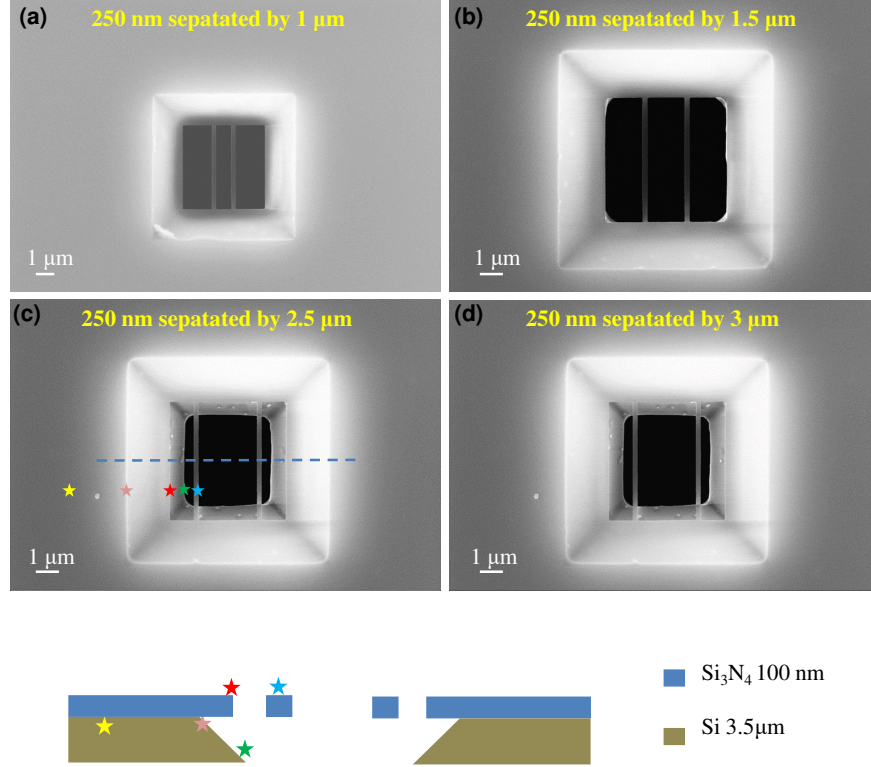 (a) 250 nm sepatated by 1 μm
1 μm
(b) 250 nm sepatated by 1.5 μm
1 μm
(c) 250 nm sepatated by 2.5 μm
1 μm
(d) 250 nm sepatated by 3 μm
1 μm
Si₃N₄ 100 nm
Si 3.5μm